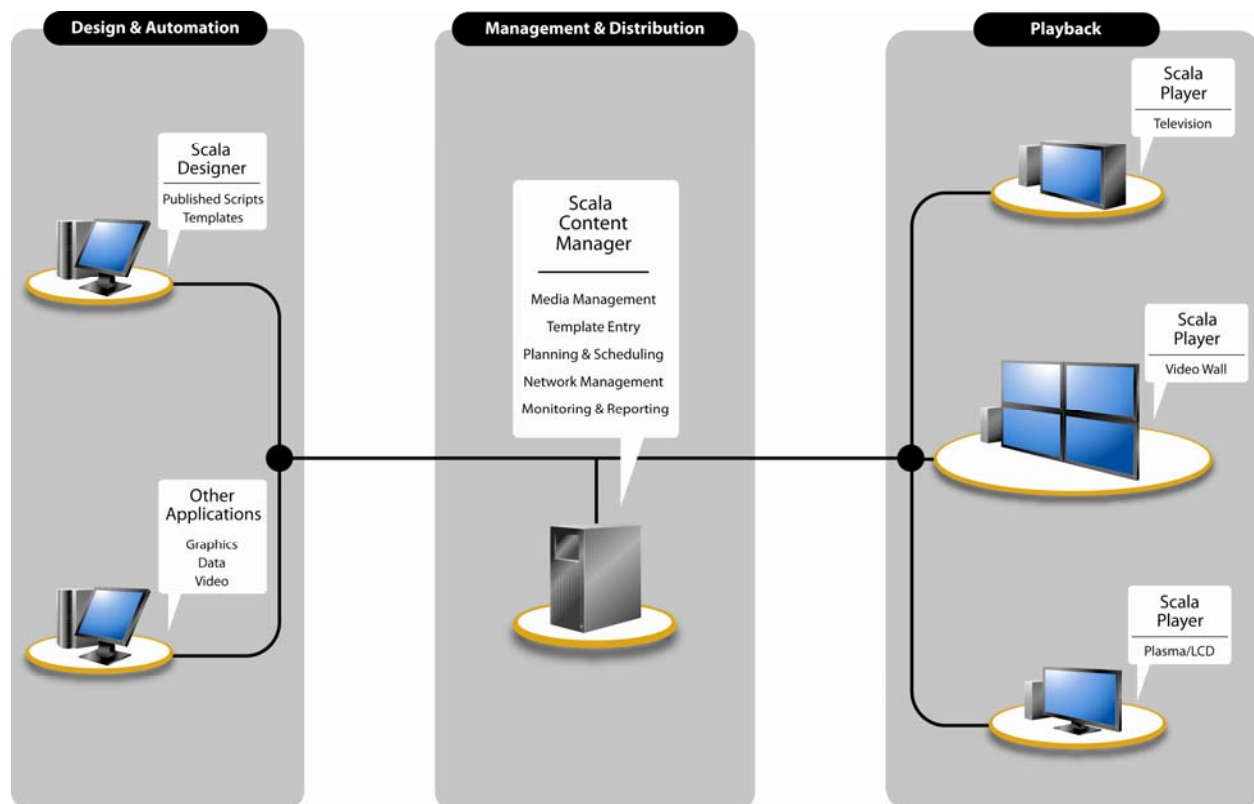 Design & Automation
Management & Distribution
Playback
Scala
Designer
Published Scripts
Templates
Other
Applications
Graphics
Data
Video
Scala
Content
Manager
Media Management
Template Entry
Planning & Scheduling
Network Management
Monitoring & Reporting
Scala
Player
Television
Scala
Player
Video Wall
Scala
Player
Plasma/LCD